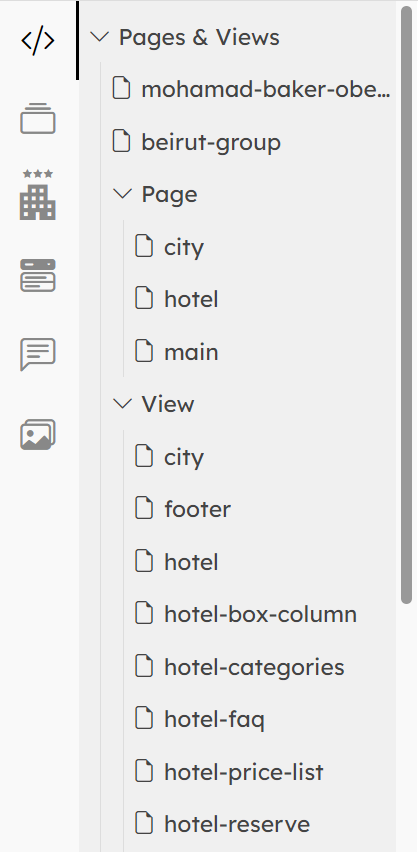 Pages & Views
mohamad-baker-obe...
beirut-group
Page
city
hotel
main
View
city
footer
hotel
hotel-box-column
hotel-categories
hotel-faq
hotel-price-list
hotel-reserve